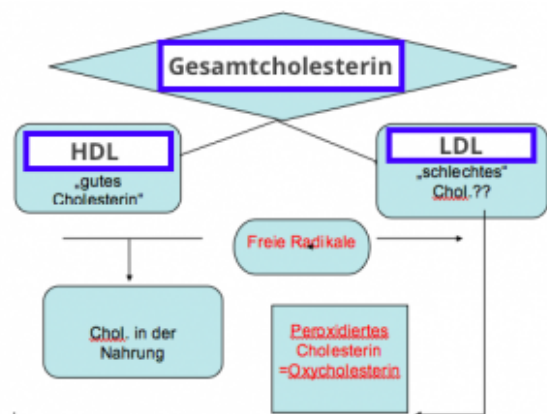 Gesamtcholesterin
HDL
„gutes
Cholesterin“
LDL
„schlechtes“
Chol.??
Freie Radikale
Chol. in der
Nahrung
Peroxidiertes
Cholesterin
=Oxycholesterin